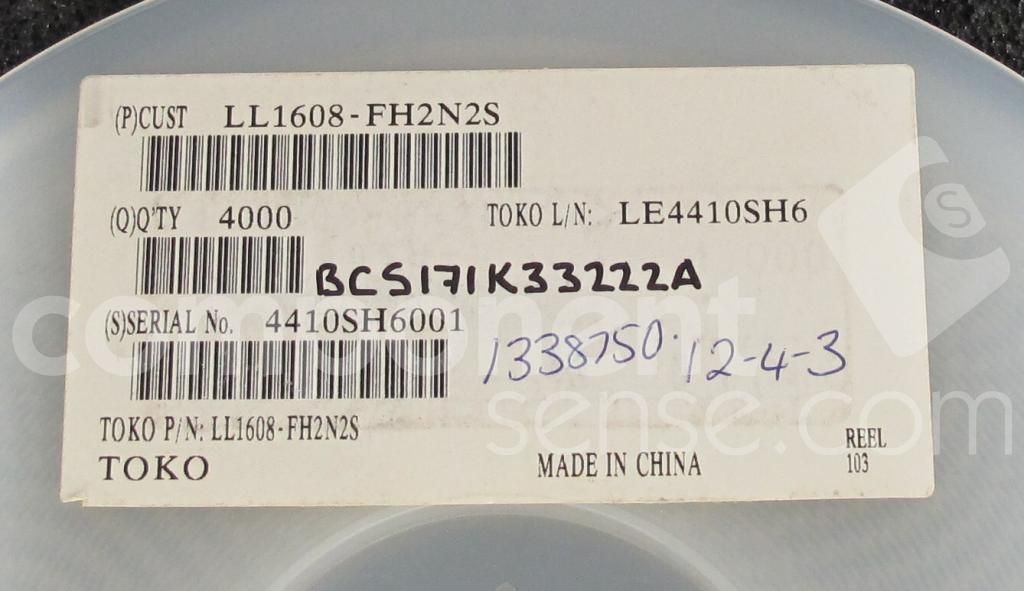 (P)CUST LL1608-FH2N2S
(Q)Q'TY 4000 TOKO L/N: LE4410SH6
BCS171K33222A
(S)SERIAL No. 4410SH6001
1338750. 12-4-3
TOKO P/N: LL1608-FH2N2S
TOKO MADE IN CHINA REEL
103
component
sense.com
S